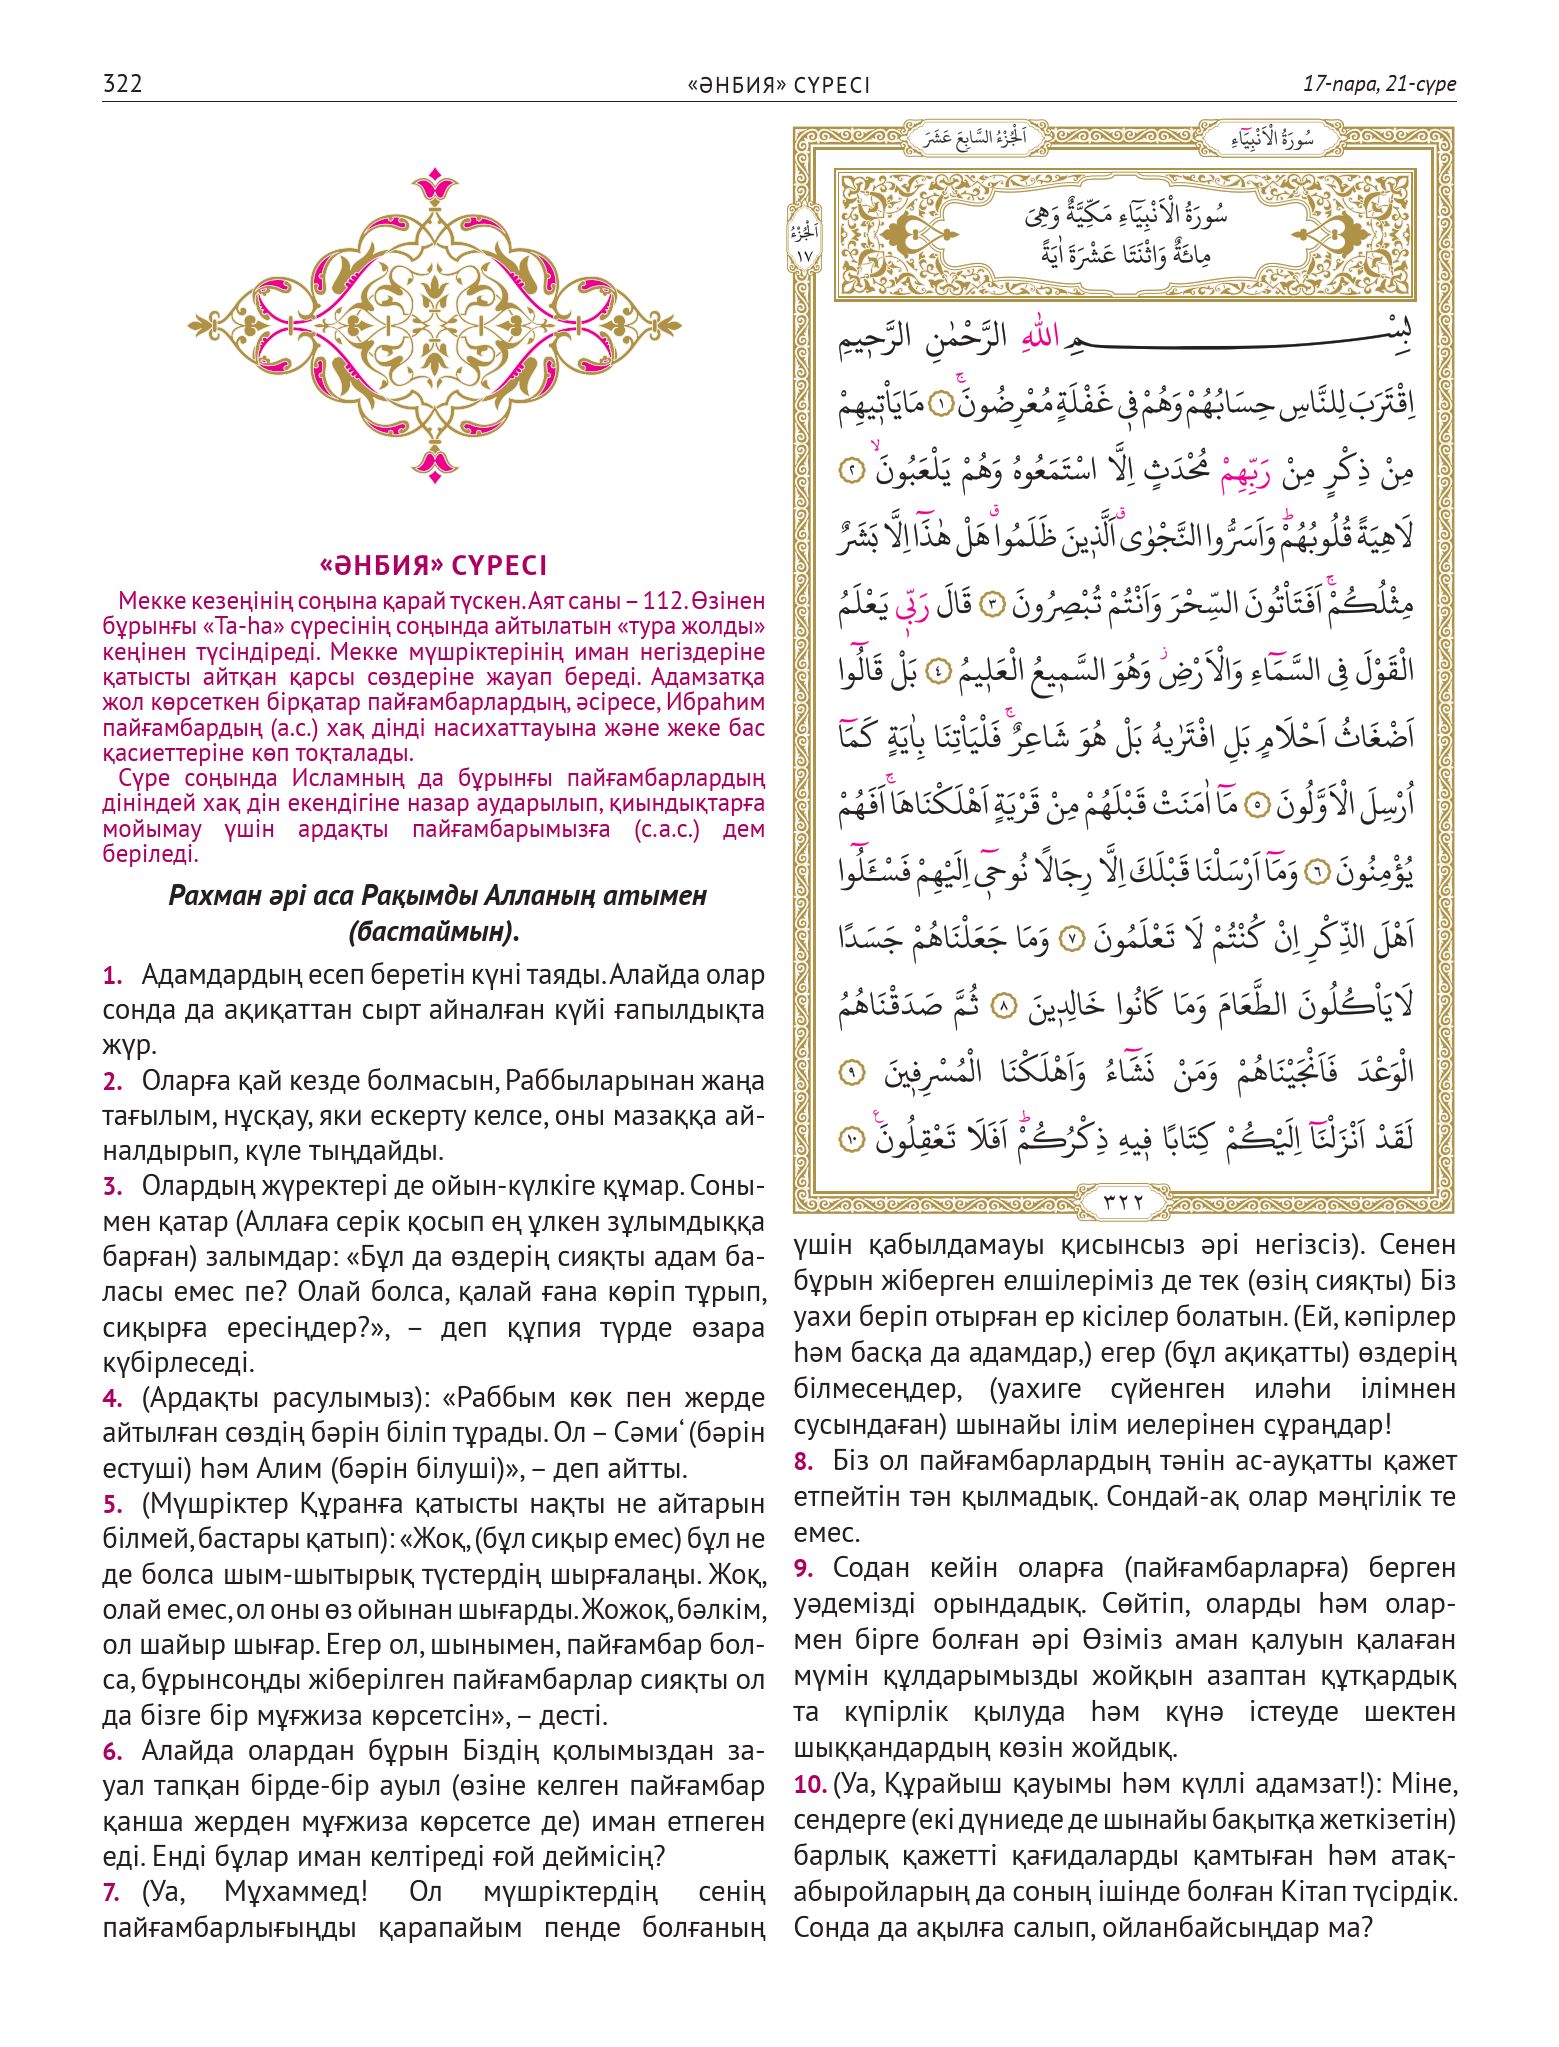 322
«ӘНБИЯ» СҮРЕСІ
17-пара, 21-сүре
«ӘНБИЯ» СҮРЕСІ
Мекке кезеңінің соңына қарай түскен. Аят саны – 112. Өзінен
бұрынғы «Та-һа» сүресінің соңында айтылатын «тура жолды»
кеңінен түсіндіреді. Мекке мүшріктерінің иман негіздеріне
қатысты айтқан қарсы сөздеріне жауап береді. Адамзатқа
жол көрсеткен бірқатар пайғамбарлардың, әсіресе, Ибраһим
пайғамбардың (а.с.) хақ дінді насихаттауына және жеке бас
қасиеттеріне көп тоқталады.
Сүре соңында Исламның да бұрынғы пайғамбарлардың
дініндей хақ дін екендігіне назар аударылып, қиындықтарға
мойымау үшін ардақты пайғамбарымызға (с.а.с.) дем
беріледі.
Рахман әрі аса Рақымды Алланың атымен
(бастаймын).
1. Адамдардың есеп беретін күні таяды. Алайда олар
сонда да ақиқаттан сырт айналған күйі ғапылдықта
жүр.
2. Оларға қай кезде болмасын, Раббыларынан жаңа
тағылым, нұсқау, яки ескерту келсе, оны мазаққа ай-
налдырып, күле тыңдайды.
3. Олардың жүректері де ойын-күлкіге құмар. Соны-
мен қатар (Аллаға серік қосып ең ұлкен зұлымдыққа
барған) залымдар: «Бұл да өздерің сияқты адам ба-
ласы емес пе? Олай болса, қалай ғана көріп тұрып,
сиқырға ересіңдер?», – деп құпия түрде өзара
күбірлеседі.
4. (Ардақты расулымыз): «Раббым көк пен жерде
айтылған сөздің бәрін біліп тұрады. Ол – Сәми‘ (бәрін
естуші) һәм Алим (бәрін білуші)», – деп айтты.
5. (Мүшріктер Құранға қатысты нақты не айтарын
білмей, бастары қатып): «Жоқ, (бұл сиқыр емес) бұл не
де болса шым-шытырық түстердің шырғалаңы. Жоқ,
олай емес, ол оны өз ойынан шығарды. Жожоқ, бәлкім,
ол шайыр шығар. Егер ол, шынымен, пайғамбар бол-
са, бұрынсоңды жіберілген пайғамбарлар сияқты ол
да бізге бір мұғжиза көрсетсін», – десті.
6. Алайда олардан бұрын Біздің қолымыздан за-
уал тапқан бірде-бір ауыл (өзіне келген пайғамбар
қанша жерден мұғжиза көрсетсе де) иман етпеген
еді. Енді бұлар иман келтіреді ғой деймісің?
7. (Уа, Мұхаммед! Ол мүшріктердің сенің
пайғамбарлығыңды қарапайым пенде болғаның
اَلْجُزْءُ السَّابِعَ عَشَرَ
سُورَةُ الْاَنْبِيَٓاءِ
اَلْجُزْءُ
١٧
سُورَةُ الْاَنْبِيَٓاءِ مَكِّيَّةٌ وَهِىَ
مِائَةٌ وَاثْنَتَا عَشْرَةَ اٰيَةً
بِسْمِ اللّٰهِ الرَّحْمٰنِ الرَّح۪يمِ
اِقْتَرَبَ لِلنَّاسِ حِسَابُهُمْ وَهُمْ ف۪ي غَفْلَةٍ مُعْرِضُونَۚ ١ مَا يَأْت۪يهِمْ
مِنْ ذِكْرٍ مِنْ رَبِّهِمْ مُحْدَثٍ اِلَّا اسْتَمَعُوهُ وَهُمْ يَلْعَبُونَۙ ٢
لَاهِيَةً قُلُوبُهُمْۜ وَاَسَرُّوا النَّجْوٰىۗ اَلَّذ۪ينَ ظَلَمُواۗ هَلْ هٰذَٓا اِلَّا بَشَرٌ
مِثْلُكُمْۚ اَفَتَأْتُونَ السِّحْرَ وَاَنْتُمْ تُبْصِرُونَ ٣ قَالَ رَبّ۪ي يَعْلَمُ
الْقَوْلَ فِى السَّمَٓاءِ وَالْاَرْضِۘ وَهُوَ السَّم۪يعُ الْعَل۪يمُ ٤ بَلْ قَالُٓوا
اَضْغَاثُ اَحْلَامٍ بَلِ افْتَرٰيهُ بَلْ هُوَ شَاعِرٌۚ فَلْيَأْتِنَا بِاٰيَةٍ كَمَٓا
اُرْسِلَ الْاَوَّلُونَ ٥ مَٓا اٰمَنَتْ قَبْلَهُمْ مِنْ قَرْيَةٍ اَهْلَكْنَاهَاۚ اَفَهُمْ
يُؤْمِنُونَ ٦ وَمَٓا اَرْسَلْنَا قَبْلَكَ اِلَّا رِجَالًا نُوح۪ٓي اِلَيْهِمْ فَسْـَٔلُٓوا
اَهْلَ الذِّكْرِ اِنْ كُنْتُمْ لَا تَعْلَمُونَ ٧ وَمَا جَعَلْنَاهُمْ جَسَدًا
لَا يَأْكُلُونَ الطَّعَامَ وَمَا كَانُوا خَالِد۪ينَ ٨ ثُمَّ صَدَقْنَاهُمُ
الْوَعْدَ فَاَنْجَيْنَاهُمْ وَمَنْ نَشَٓاءُ وَاَهْلَكْنَا الْمُسْرِف۪ينَ ٩
لَقَدْ اَنْزَلْنَٓا اِلَيْكُمْ كِتَابًا ف۪يهِ ذِكْرُكُمْۜ اَفَلَا تَعْقِلُونَ۟ ١٠
٣٢٢
үшін қабылдамауы қисынсыз әрі негізсіз). Сенен
бұрын жіберген елшілеріміз де тек (өзің сияқты) Біз
уахи беріп отырған ер кісілер болатын. (Ей, кәпірлер
һәм басқа да адамдар,) егер (бұл ақиқатты) өздерің
білмесеңдер, (уахиге сүйенген иләһи ілімнен
сусындаған) шынайы ілім иелерінен сұраңдар!
8. Біз ол пайғамбарлардың тәнін ас-ауқатты қажет
етпейтін тән қылмадық. Сондай-ақ олар мәңгілік те
емес.
9. Содан кейін оларға (пайғамбарларға) берген
уәдемізді орындадық. Сөйтіп, оларды һәм олар-
мен бірге болған әрі Өзіміз аман қалуын қалаған
мүмін құлдарымызды жойқын азаптан құтқардық
та күпірлік қылуда һәм күнә істеуде шектен
шыққандардың көзін жойдық.
10. (Уа, Құрайыш қауымы һәм күллі адамзат!): Міне,
сендерге (екі дүниеде де шынайы бақытқа жеткізетін)
барлық қажетті қағидаларды қамтыған һәм атақ-
абыройларың да соның ішінде болған Кітап түсірдік.
Сонда да ақылға салып, ойланбайсыңдар ма?